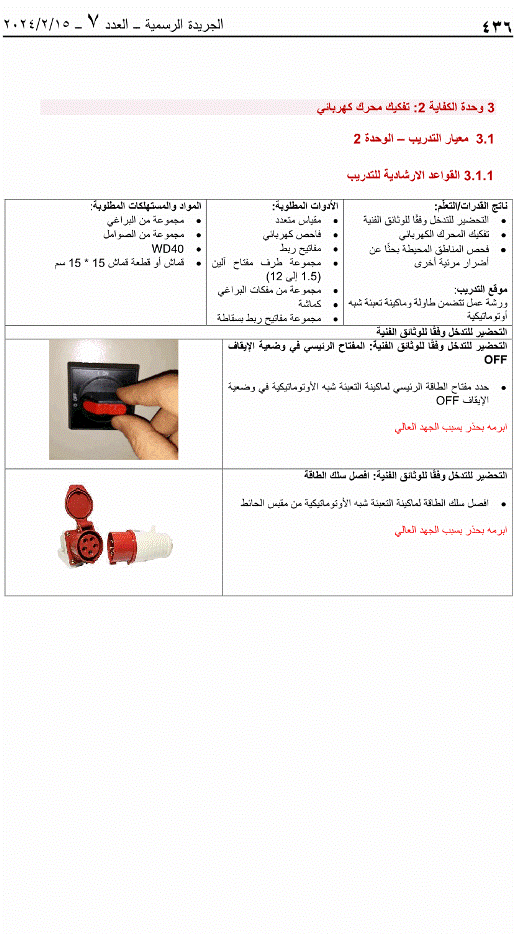 ٤٣٦
الجريدة الرسمية – العدد ٧ – ٢٠٢٤/٢/١٥
3 وحدة الكفاية 2: تفكيك محرك كهربائي
3.1 معيار التدريب – الوحدة 2
3.1.1 القواعد الارشادية للتدريب
ناتج القدرات/التعلّم:
• التحضير للتدخل وفقًا للوثائق الفنية
• تفكيك المحرك الكهربائي
• فحص المناطق المحيطة بحثًا عن
أضرار مرئية أخرى
موقع التدريب:
ورشة عمل تتضمن طاولة وماكينة تعبئة شبه
أوتوماتيكية
الأدوات المطلوبة:
• مقياس متعدد
• فاحص كهربائي
• مفاتيح ربط
• مجموعة طرف مفتاح آلين
(1.5 إلى 12)
• مجموعة من مفكات البراغي
• كماشة
• مجموعة مفاتيح ربط بسقاطة
المواد والمستهلكات المطلوبة:
• مجموعة من البراغي
• مجموعة من الصوامل
• WD40
• قماش أو قطعة قماش 15 * 15 سم
التحضير للتدخل وفقًا للوثائق الفنية
التحضير للتدخل وفقًا للوثائق الفنية: المفتاح الرئيسي في وضعية الإيقاف
OFF
• حدد مفتاح الطاقة الرئيسي لماكينة التعبئة شبه الأوتوماتيكية في وضعية
الإيقاف OFF
ابرمه بحذر بسبب الجهد العالي
ON
0 OFF
التحضير للتدخل وفقًا للوثائق الفنية: افصل سلك الطاقة
• افصل سلك الطاقة لماكينة التعبئة شبه الأوتوماتيكية من مقبس الحائط
ابرمه بحذر بسبب الجهد العالي